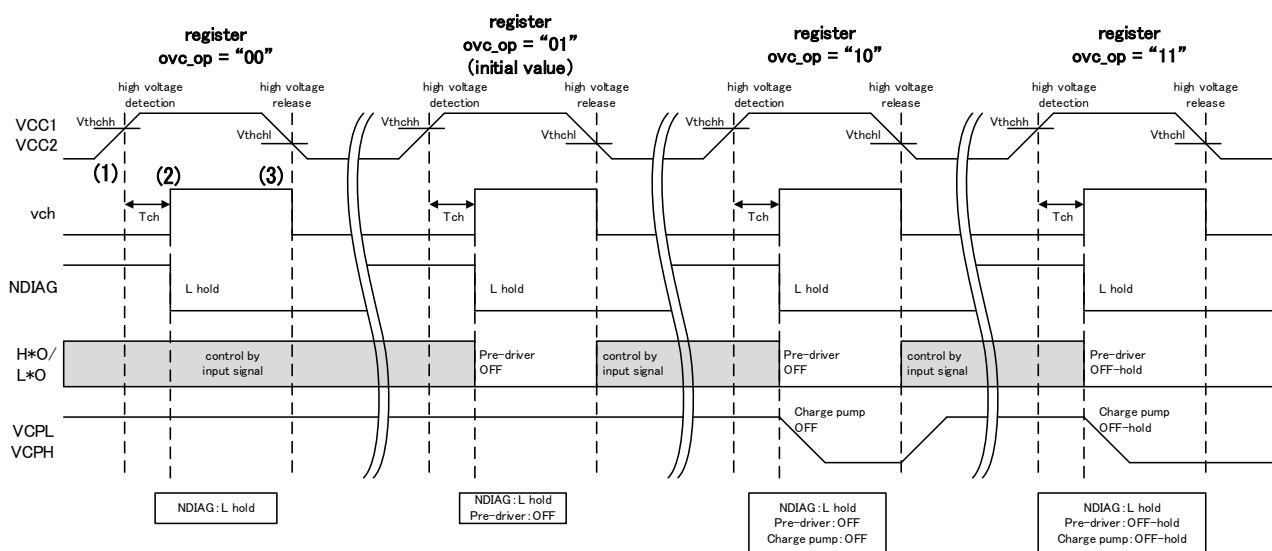 register
ovc_op = “00”
register
ovc_op = “01”
(initial value)
register
ovc_op = “10”
register
ovc_op = “11”
high voltage
detection
high voltage
release
high voltage
detection
high voltage
release
high voltage
detection
high voltage
release
high voltage
detection
high voltage
release
VCC1
VCC2
Vthchh
Vthchl
Vthchh
Vthchl
Vthchh
Vthchl
Vthchh
Vthchl
(1)
(2)
(3)
vch
Tch
Tch
Tch
Tch
NDIAG
L hold
L hold
L hold
L hold
H*O/
L*O
control by
input signal
Pre-driver
OFF
control by
input signal
Pre-driver
OFF
control by
input signal
Pre-driver
OFF-hold
VCPL
VCPH
Charge pump
OFF
Charge pump
OFF-hold
NDIAG:L hold
NDIAG:L hold
Pre-driver:OFF
NDIAG:L hold
Pre-driver:OFF
Charge pump:OFF
NDIAG:L hold
Pre-driver:OFF-hold
Charge pump:OFF-hold